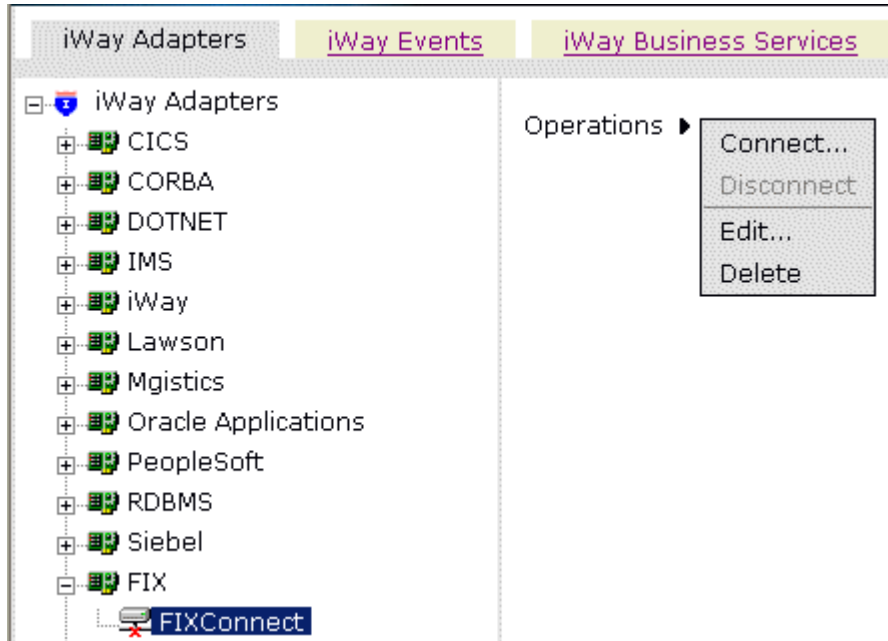 iWay Adapters iWay Events iWay Business Services
iWay Adapters
CICS
CORBA
DOTNET
IMS
iWay
Lawson
Mgistics
Oracle Applications
PeopleSoft
RDBMS
Siebel
FIX
FIXConnect
Operations
Connect...
Disconnect
Edit...
Delete